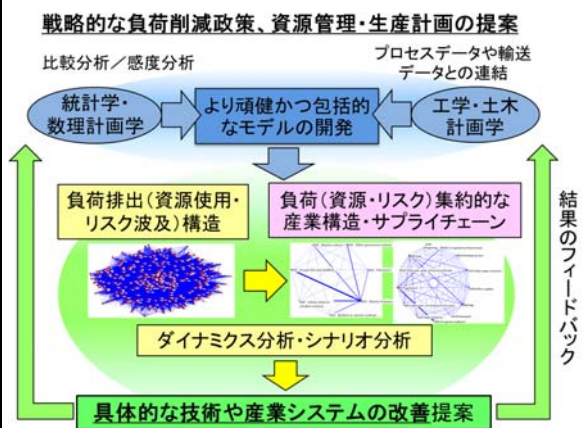 戦略的な負荷削減政策、資源管理・生産計画の提案
比較分析／感度分析
プロセスデータや輸送
データとの連結
統計学・
数理計画学
より頑健かつ包括的
なモデルの開発
工学・土木
計画学
負荷排出(資源使用・
リスク波及)構造
負荷(資源・リスク)集約的な
産業構造・サプライチェーン
結果のフィードバック
ダイナミクス分析・シナリオ分析
具体的な技術や産業システムの改善提案